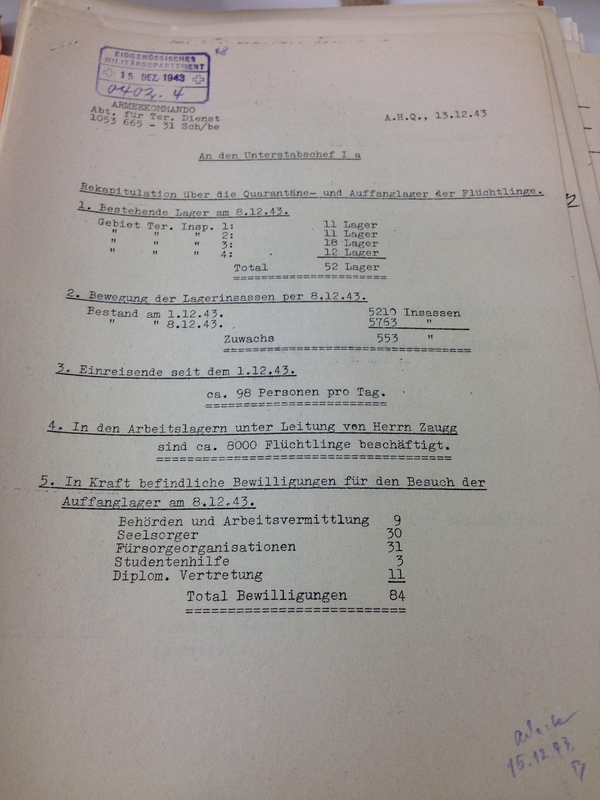 EIDGENÖSSISCHES
MILITÄRDEPARTEMENT
15 DEZ. 1943
0402. 4
48
ARMEEKOMMANDO
Abt. für Ter. Dienst
1053 665 - 31 Sch/be
A.H.Q., 13.12.43
An den Unterstabschef I a
Rekapitulation über die Quarantäne- und Auffanglager der Flüchtlinge.
1. Bestehende Lager am 8.12.43.
Gebiet Ter. Insp. 1: 11 Lager
" " " 2: 11 Lager
" " " 3: 18 Lager
" " " 4: 12 Lager
Total 52 Lager
2. Bewegung der Lagerinsassen per 8.12.43.
Bestand am 1.12.43. 5210 Insassen
" " 8.12.43. 5763 "
Zuwachs 553 "
3. Einreisende seit dem 1.12.43.
ca. 98 Personen pro Tag.
4. In den Arbeitslagern unter Leitung von Herrn Zaugg
sind ca. 8000 Flüchtlinge beschäftigt.
5. In Kraft befindliche Bewilligungen für den Besuch der
Auffanglager am 8.12.43.
Behörden und Arbeitsvermittlung 9
Seelsorger 30
Fürsorgeorganisationen 31
Studentenhilfe 3
Diplom. Vertretung 11
Total Bewilligungen 84
15.12.43.